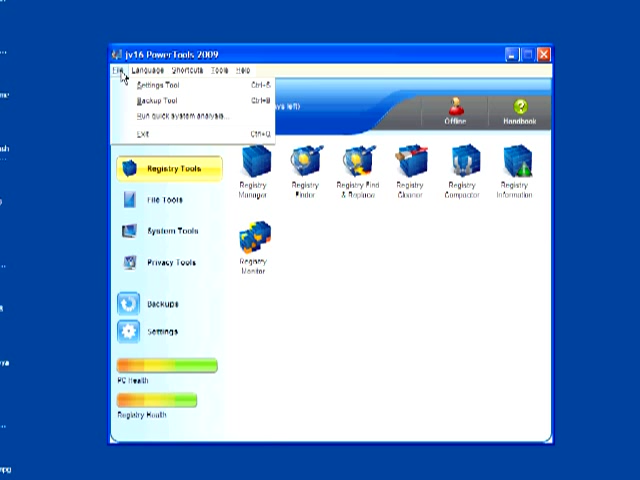 jv16 PowerTools 2009
File Language Shortcuts Tools Help
Settings Tool Ctrl+S
Backup Tool Ctrl+B
Run quick system analysis...
Exit Ctrl+Q
days left)
Offline
Handbook
Registry Tools
File Tools
System Tools
Privacy Tools
Backups
Settings
PC Health
Registry Health
Registry Manager
Registry Finder
Registry Find & Replace
Registry Cleaner
Registry Compactor
Registry Information
Registry Monitor